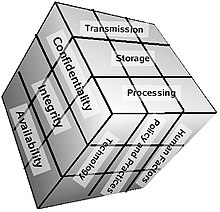 Transmission
Storage
Processing
Confidentiality
Integrity
Availability
Human Factors
Policy and Practices
Technology